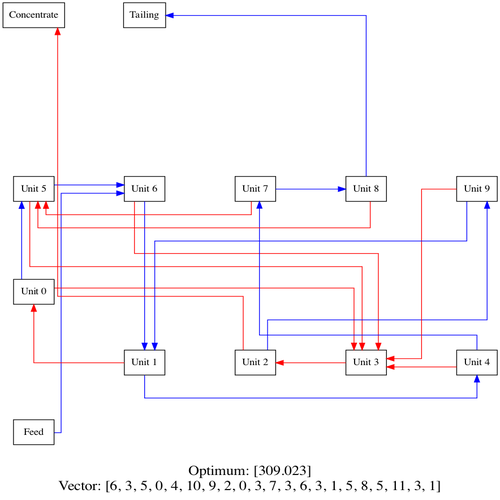 Concentrate
Tailing
Unit 5
Unit 6
Unit 7
Unit 8
Unit 9
Unit 0
Unit 1
Unit 2
Unit 3
Unit 4
Feed
Optimum: [309.023]
Vector: [6, 3, 5, 0, 4, 10, 9, 2, 0, 3, 7, 3, 6, 3, 1, 5, 8, 5, 11, 3, 1]